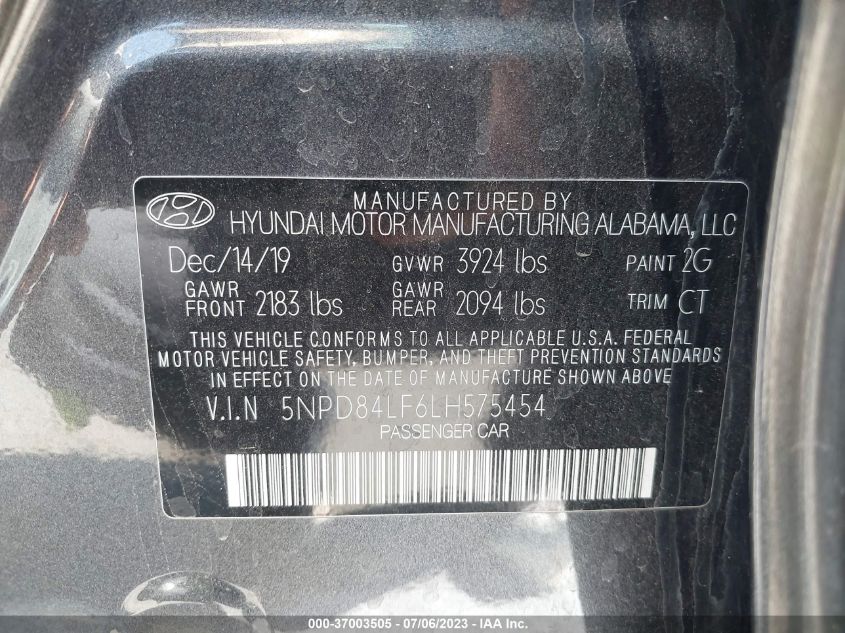 MANUFACTURED BY
HYUNDAI MOTOR MANUFACTURING ALABAMA, LLC
Dec/14/19 GVWR 3924 lbs PAINT 2G
GAWR FRONT 2183 lbs GAWR REAR 2094 lbs TRIM CT
THIS VEHICLE CONFORMS TO ALL APPLICABLE U.S.A. FEDERAL
MOTOR VEHICLE SAFETY, BUMPER, AND THEFT PREVENTION STANDARDS
IN EFFECT ON THE DATE OF MANUFACTURE SHOWN ABOVE
V.I.N 5NPD84LF6LH575454
PASSENGER CAR
000-37003505 - 07/06/2023 - COPYRIGHT © IAA, LLC.